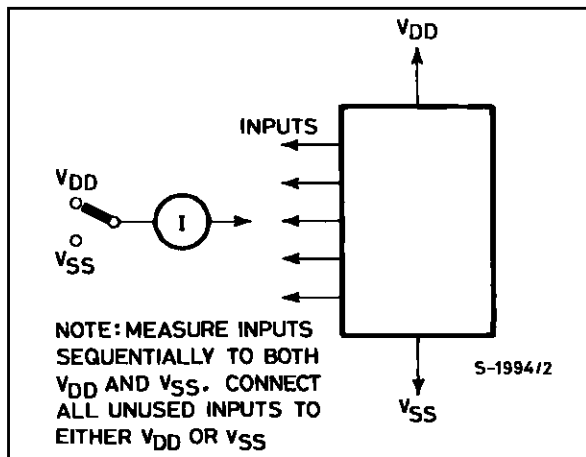 VDD
INPUTS
VDD
I
VSS
NOTE: MEASURE INPUTS
SEQUENTIALLY TO BOTH
VDD AND VSS. CONNECT
ALL UNUSED INPUTS TO
EITHER VDD OR VSS
S-1994/2
VSS